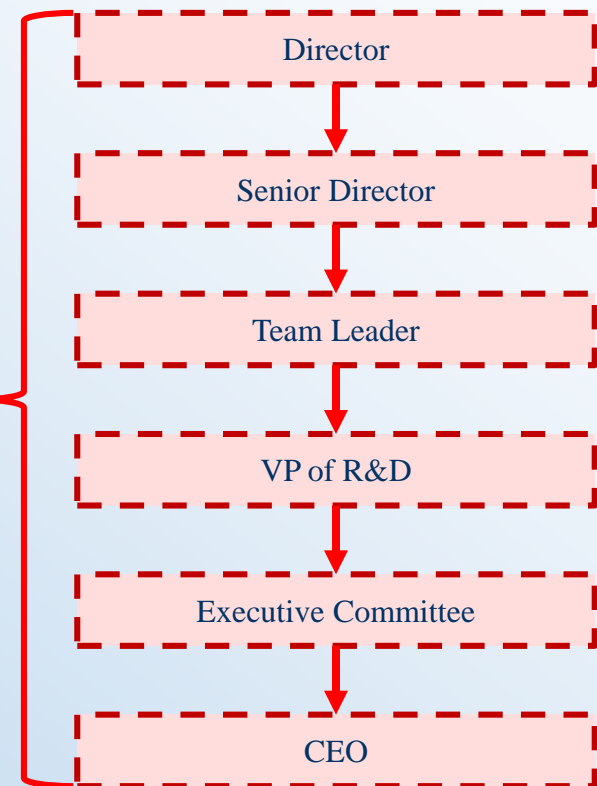 Director
Senior Director
Team Leader
VP of R&D
Executive Committee
CEO